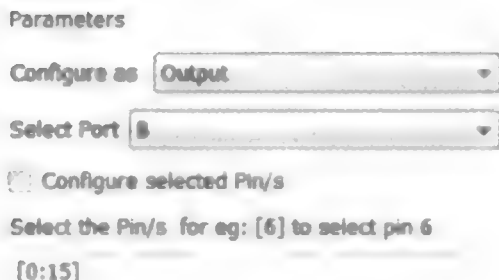 Parameters
Configure as Output
Select Port B
Configure selected Pin/s
Select the Pin/s for eg: [6] to select pin 6
[0:15]